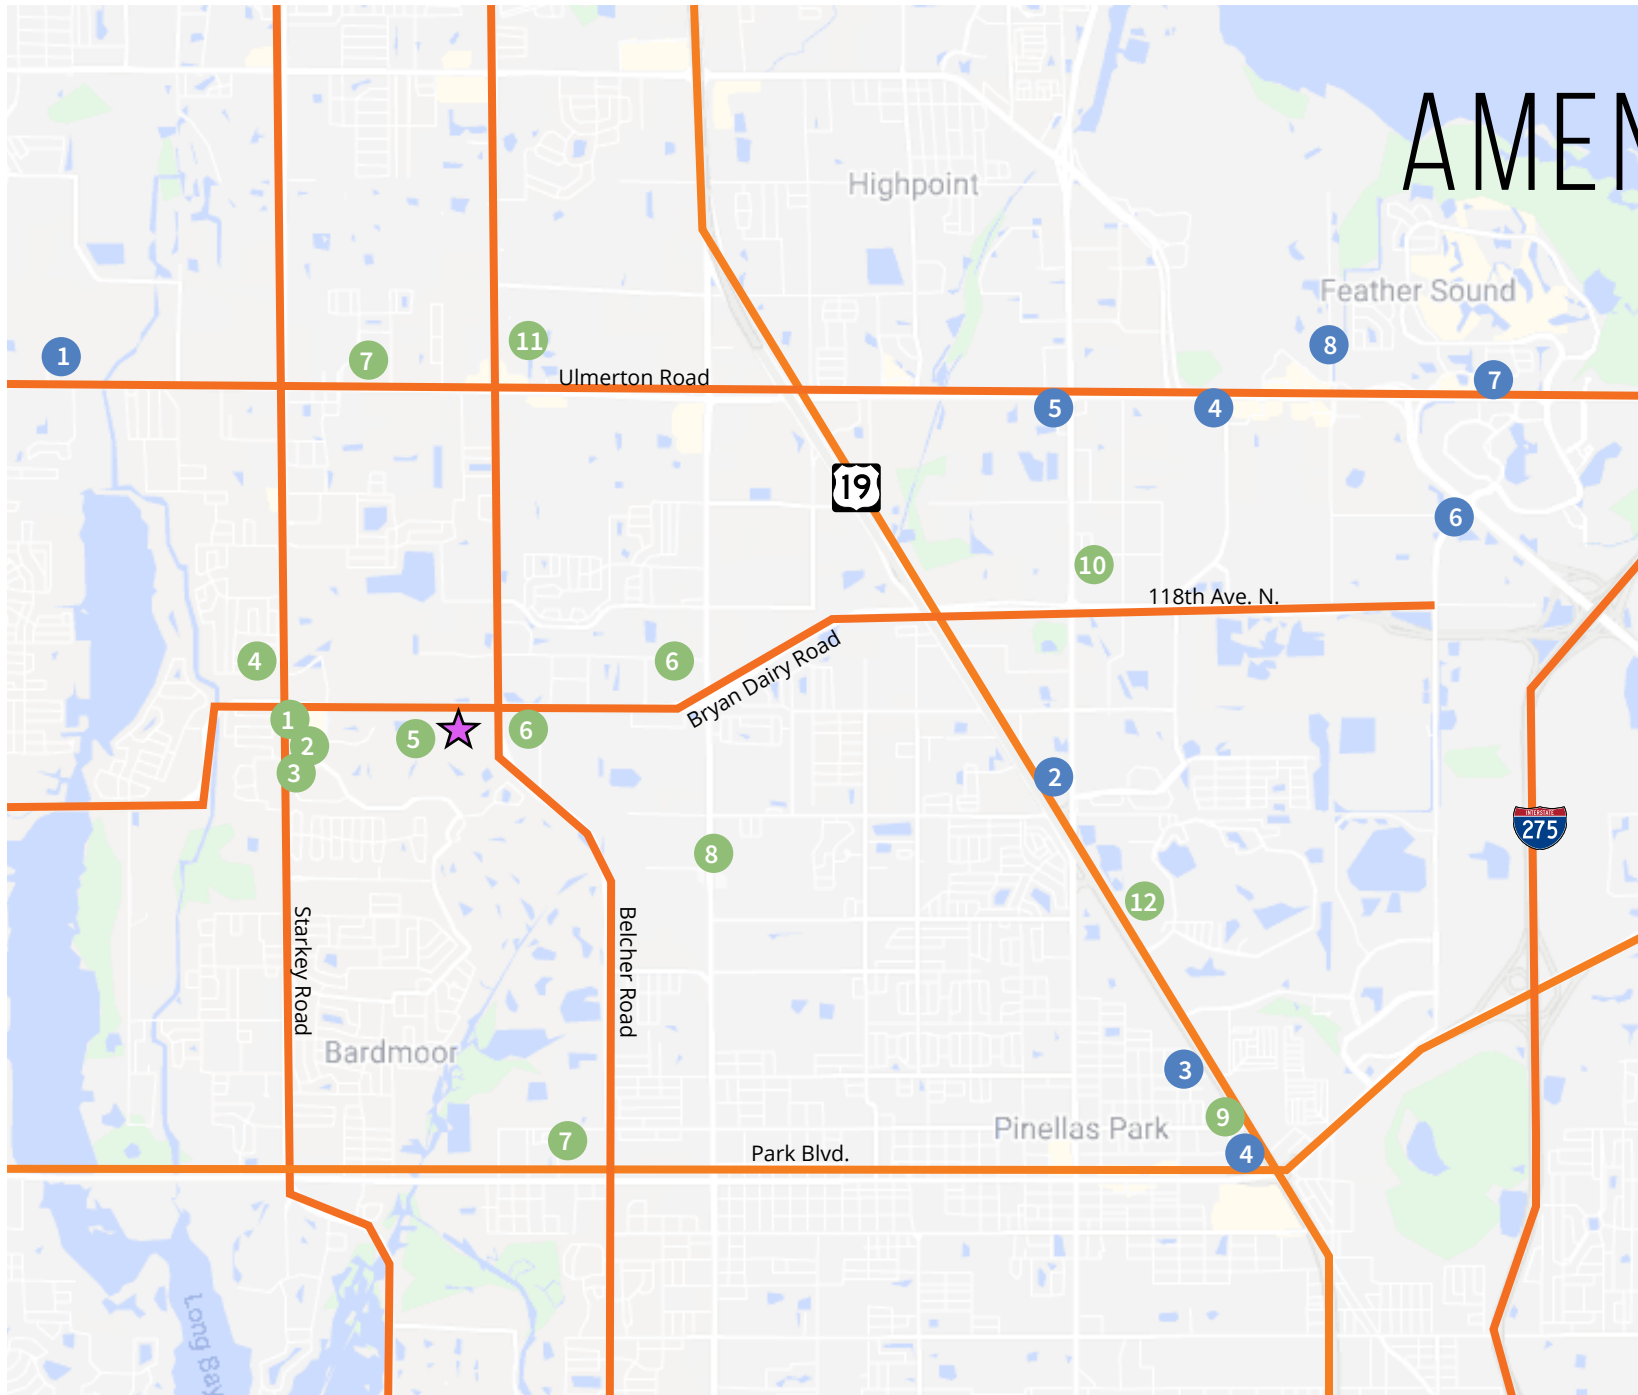 AMEN
Highpoint
Feather Sound
8
11
1
7
Ulmerton Road
7
5
4
19
6
10
118th Ave. N.
4
6
Bryan Dairy Road
1
2
3
5
6
2
INTERSTATE
275
8
12
Starkey Road
Belcher Road
Bardmoor
3
9
Pinellas Park
7
Park Blvd.
4
Long Bay